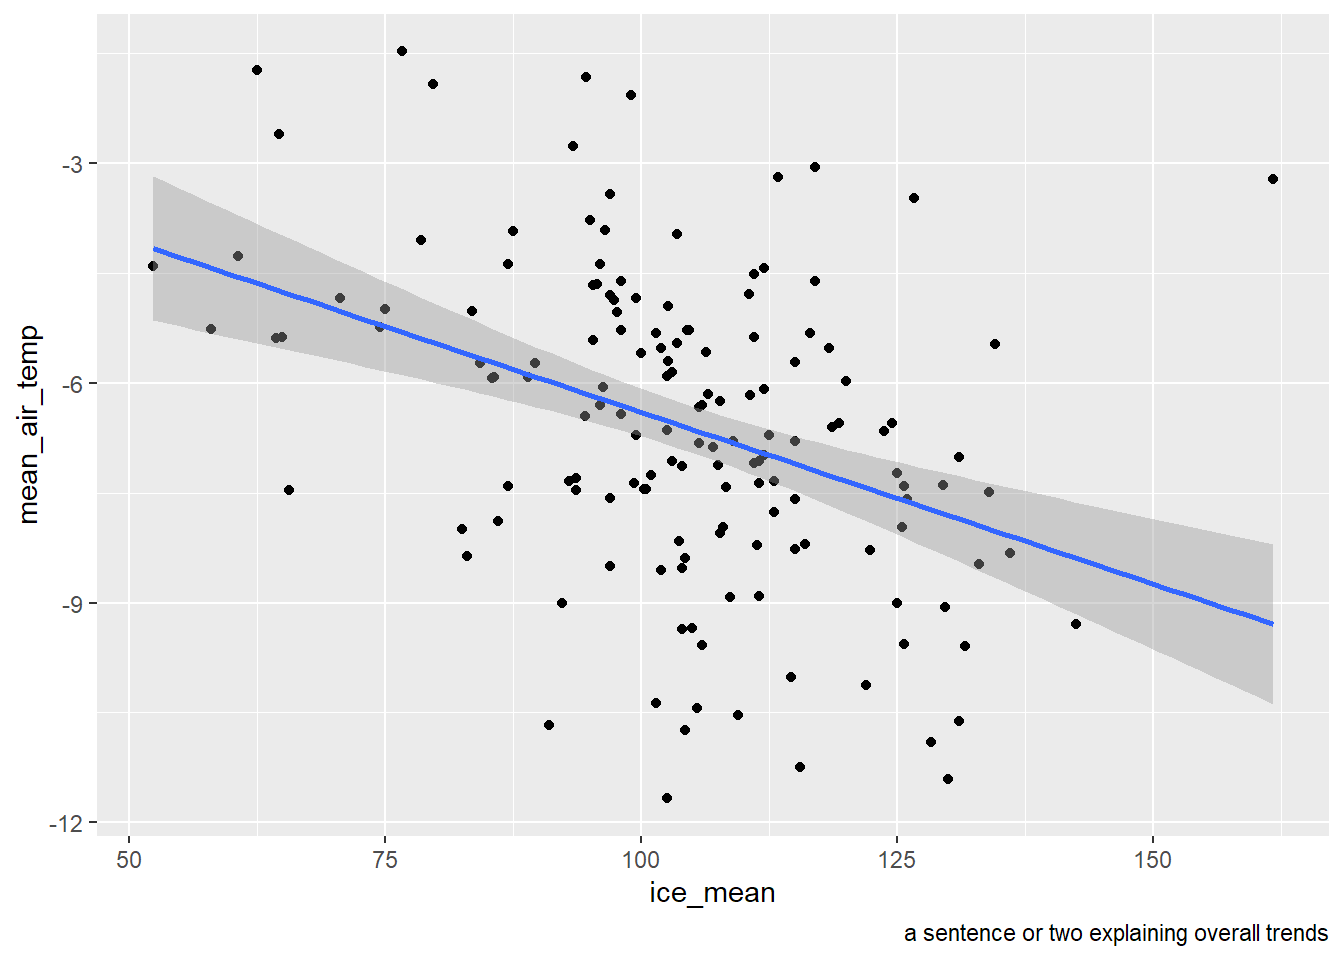 mean_air_temp
-3
-6
-9
-12
50 75 100 125 150
ice_mean
a sentence or two explaining overall trends